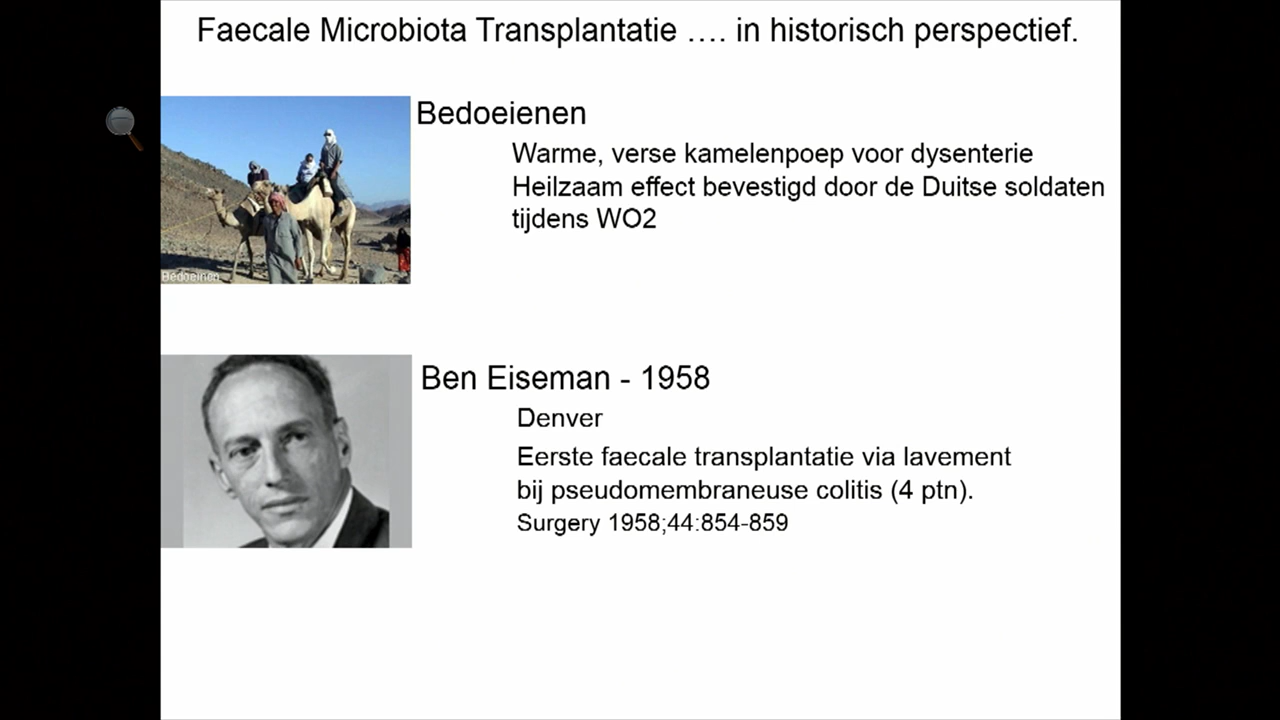 Faecale Microbiota Transplantatie …. in historisch perspectief.
Bedoeienen
Warme, verse kamelenpoep voor dysenterie
Heilzaam effect bevestigd door de Duitse soldaten
tijdens WO2
Bedoeinen
Ben Eiseman - 1958
Denver
Eerste faecale transplantatie via lavement
bij pseudomembraneuse colitis (4 ptn).
Surgery 1958;44:854-859